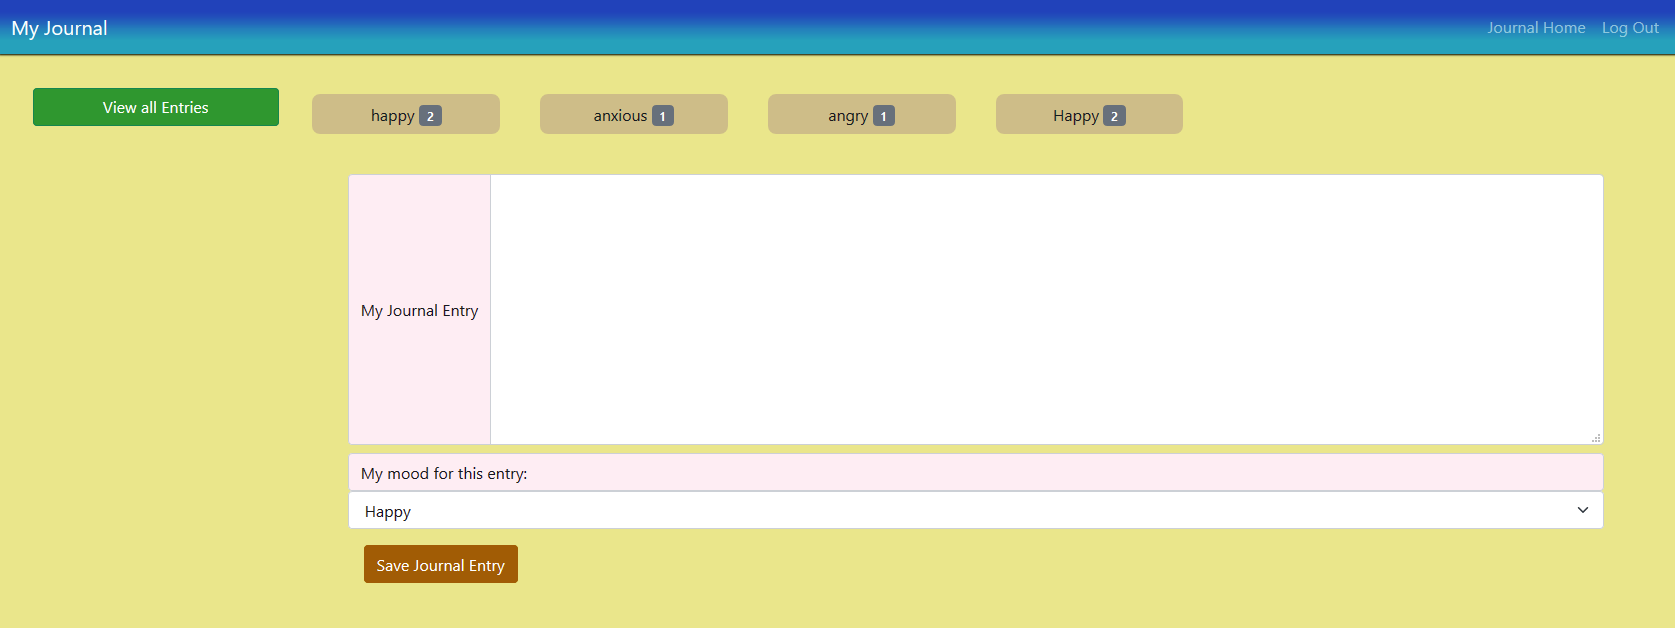 My Journal
Journal Home Log Out
View all Entries
happy 2
anxious 1
angry 1
Happy 2
My Journal Entry
My mood for this entry:
Happy
Save Journal Entry